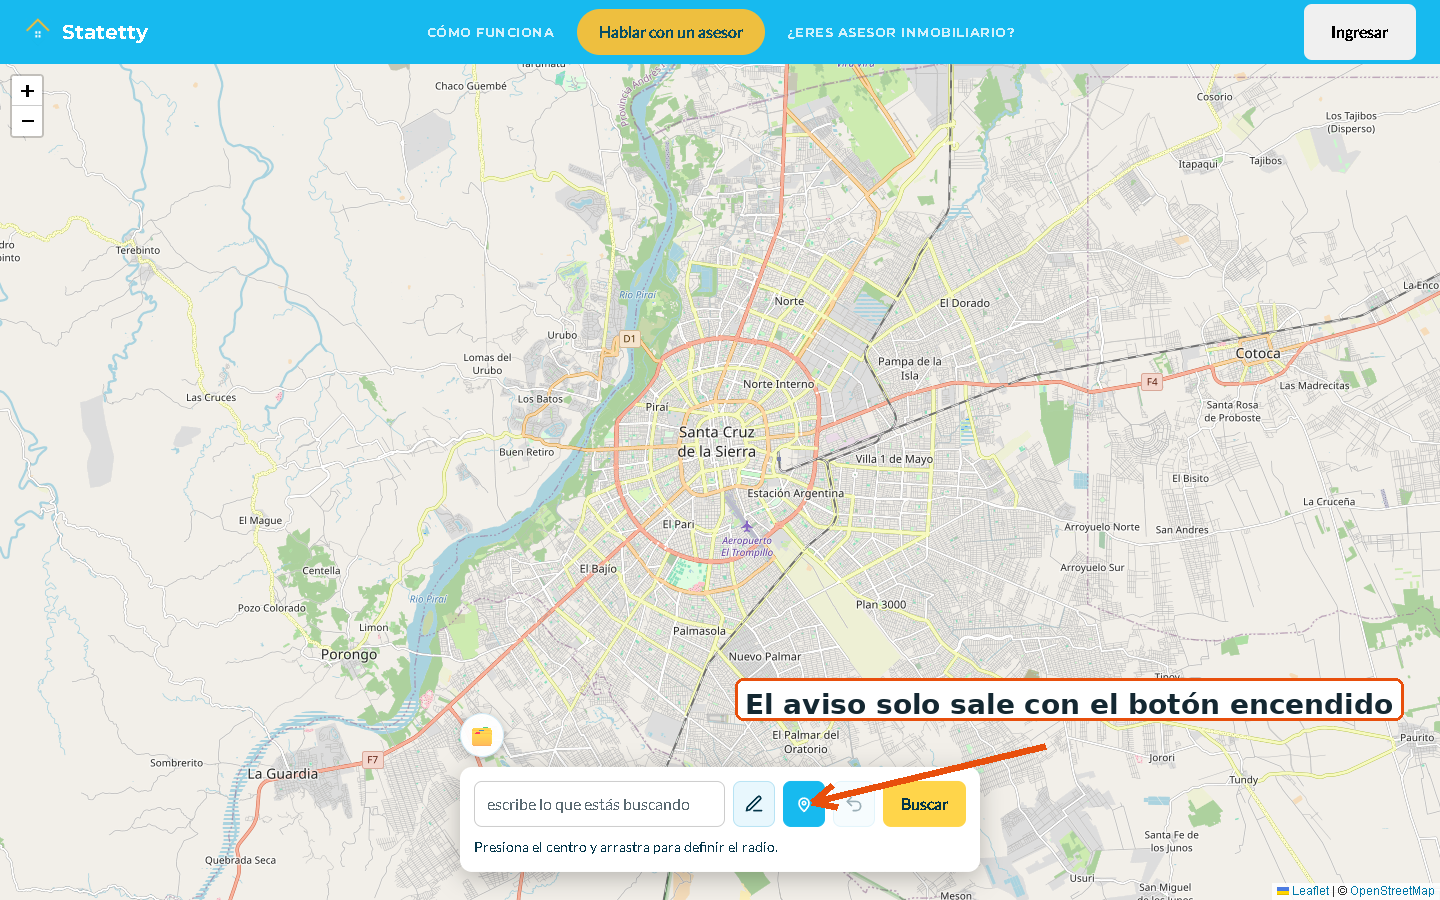 Statetty
CÓMO FUNCIONA
Hablar con un asesor
¿ERES ASESOR INMOBILIARIO?
Ingresar
+
−
Chaco Güembé
Cosorio
Los Tajibos
(Disperso)
Itapaqui
Tajibos
Terebinto
Río Piraí
Norte
El Dorado
D1
Urubo
Lomas del
Urubo
Pampa de la
Isla
Cotoca
F4
Norte Interno
Las Madrecitas
Las Cruces
Los Batos
Piraí
Santa Rosa
de Proboste
Santa Cruz
de la Sierra
Buen Retiro
Villa 1 de Mayo
El Bisito
Estación Argentina
La Cruceña
El Mague
El Pari
Arroyuelo Norte
San Andres
Aeropuerto
El Trompillo
Centella
El Bajío
Arroyuelo Sur
Río Piraí
Pozo Colorado
Plan 3000
Limon
Palmasola
Porongo
Nuevo Palmar
El aviso solo sale con el botón encendido
El Palmar del
Oratorio
Paurito
Sombrerito
F7
Jorori
La Guardia
Tundy
escribe lo que estás buscando
Buscar
Santa Fe de
los Junos
Presiona el centro y arrastra para definir el radio.
Quebrada Seca
Usuri
San Miguel
Meson
Leaflet | © OpenStreetMap